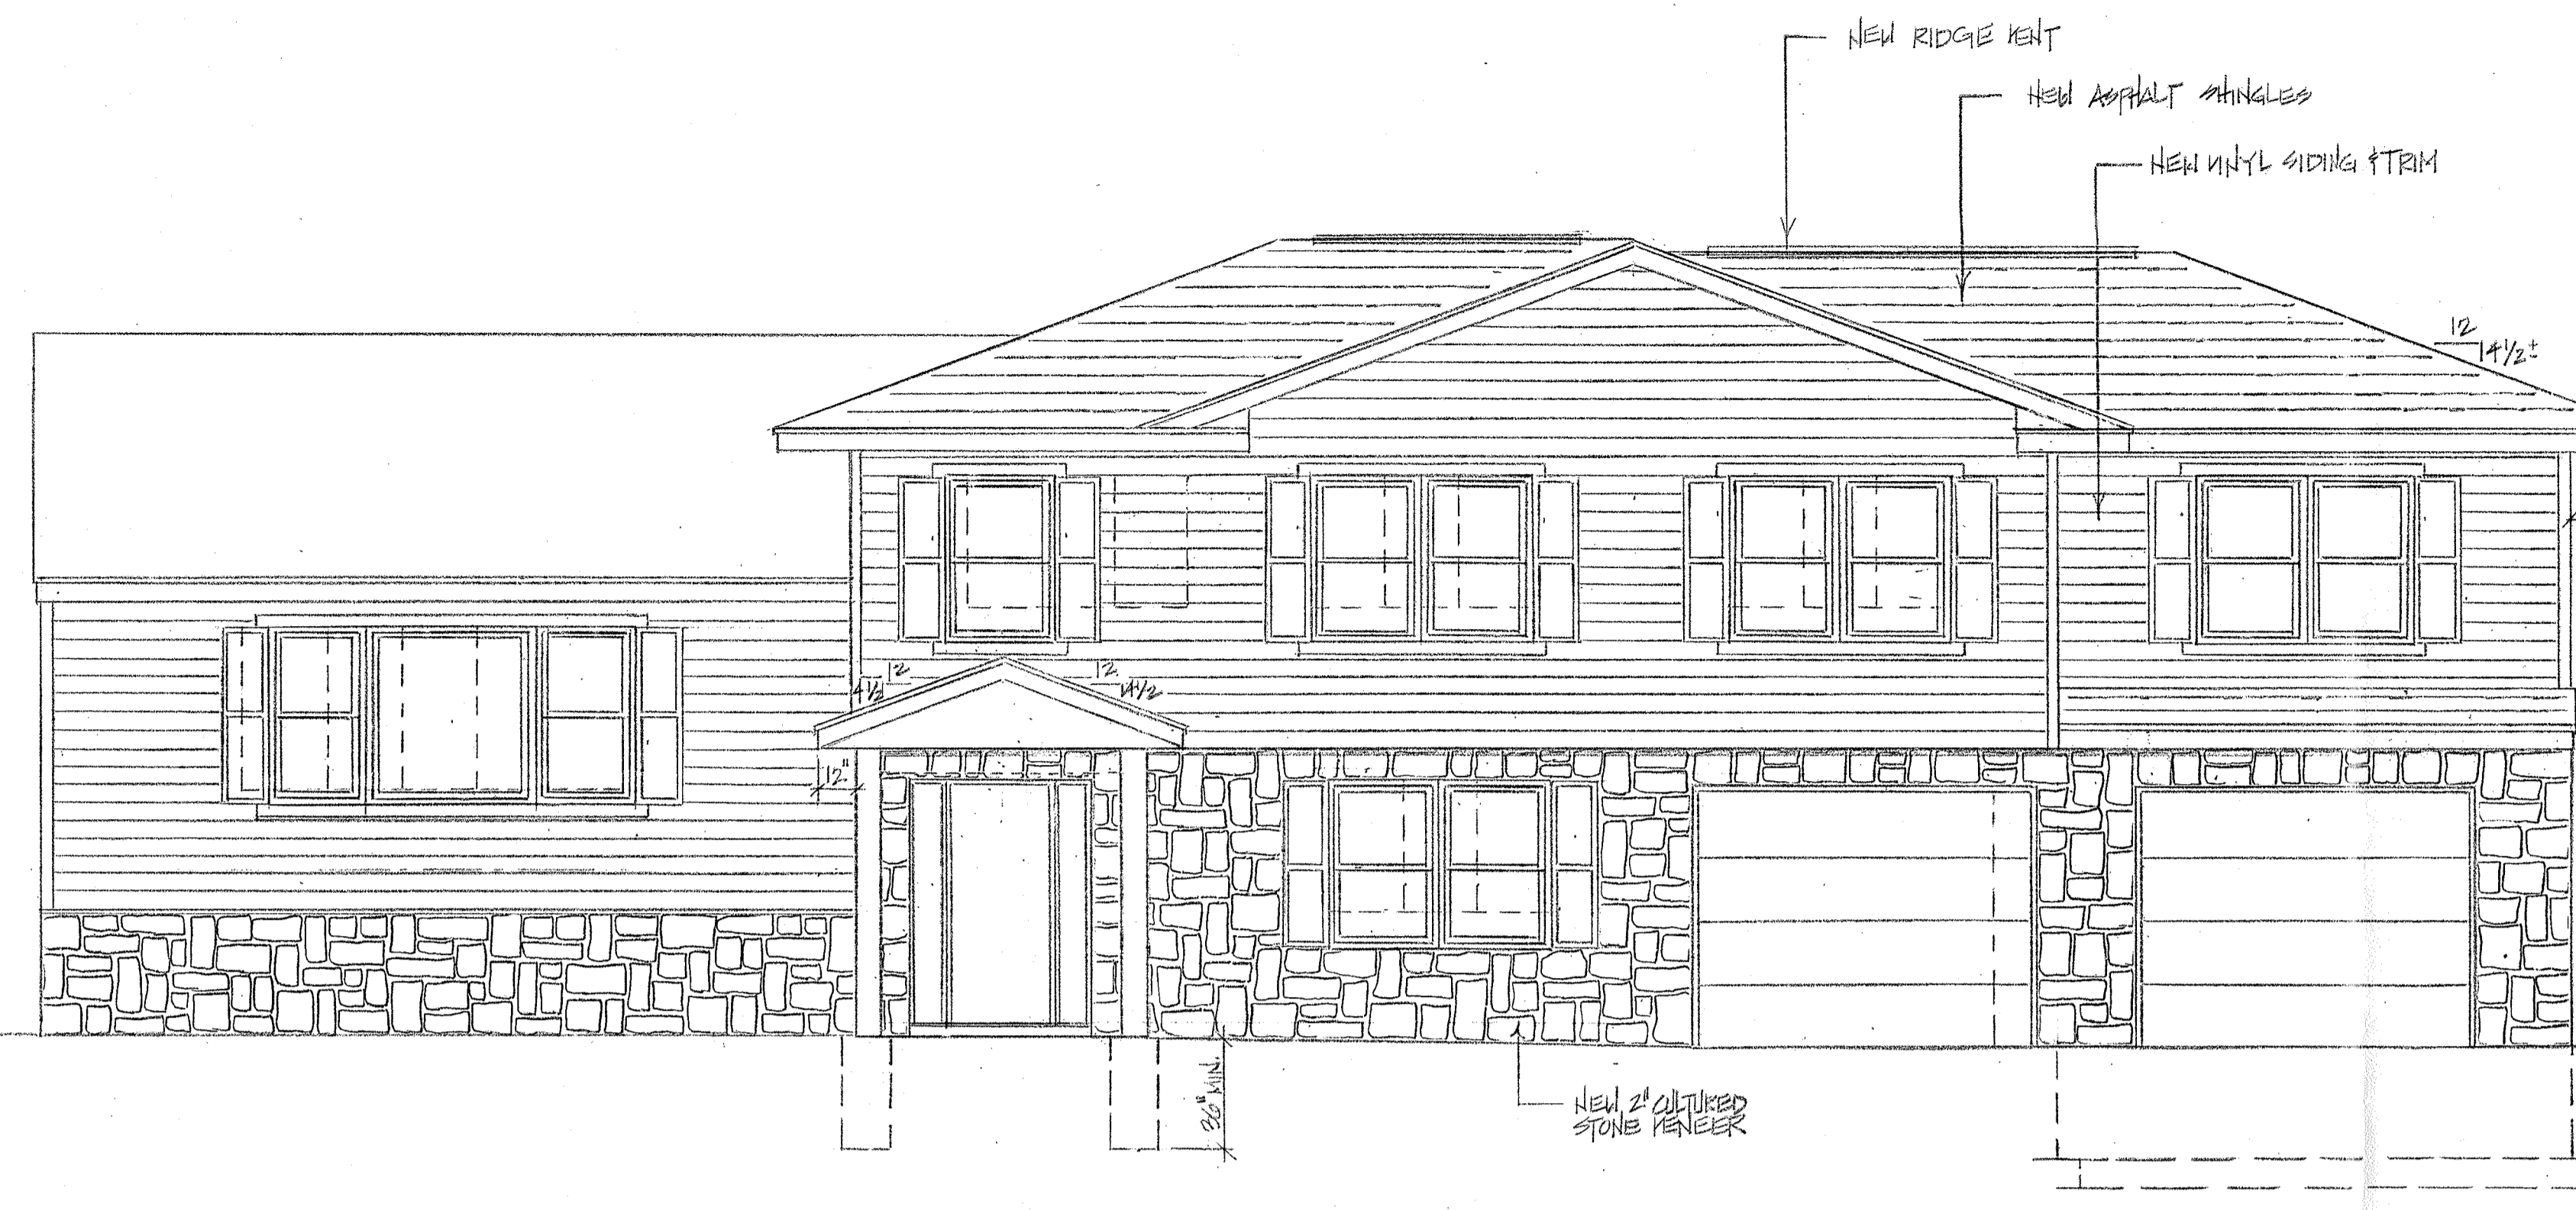 NEW RIDGE VENT
NEW ASPHALT SHINGLES
NEW VINYL SIDING & TRIM
12
4 1/2 ±
12
4 1/2
12
4 1/2
12"
36" MIN.
NEW 2" CULTURED
STONE VENEER